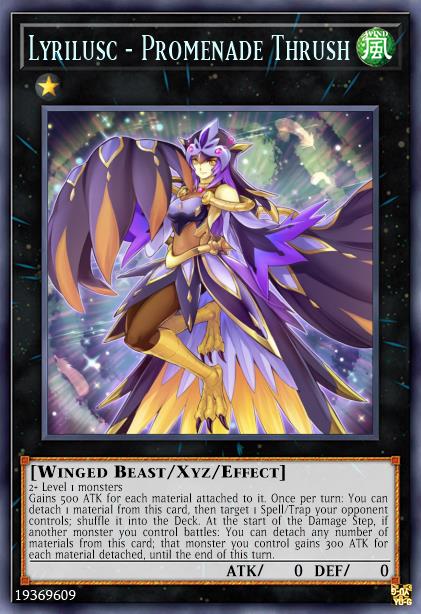 Lyrilusc - Promenade Thrush
WIND
風
[Winged Beast/Xyz/Effect]
2+ Level 1 monsters
Gains 500 ATK for each material attached to it. Once per turn: You can
detach 1 material from this card, then target 1 Spell/Trap your opponent
controls; shuffle it into the Deck. At the start of the Damage Step, if
another monster you control battles: You can detach any number of
materials from this card; that monster you control gains 300 ATK for
each material detached, until the end of this turn.
ATK/ 0 DEF/ 0
19369609